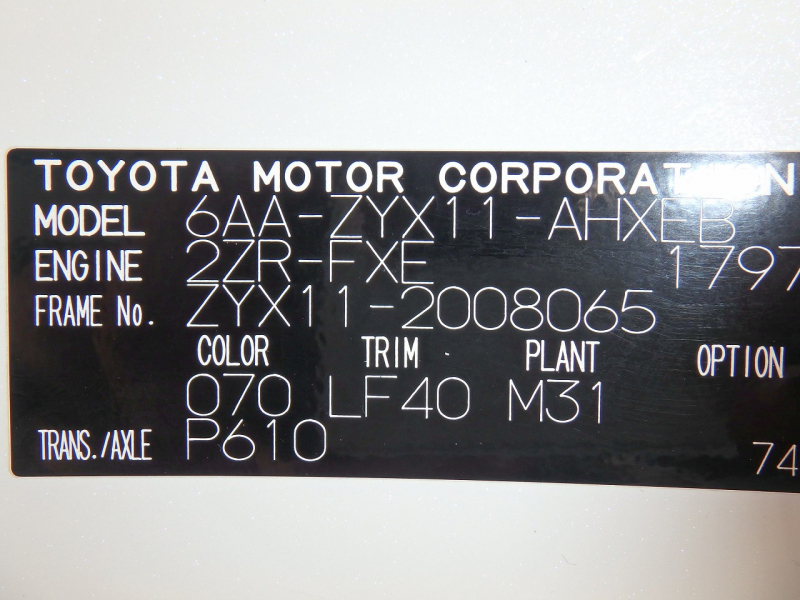 TOYOTA MOTOR CORPORATION
MODEL 6AA-ZYX11-AHXEB
ENGINE 2ZR-FXE 1797
FRAME No. ZYX11-2008065
COLOR TRIM PLANT OPTION
070 LF40 M31
TRANS./AXLE P610
74